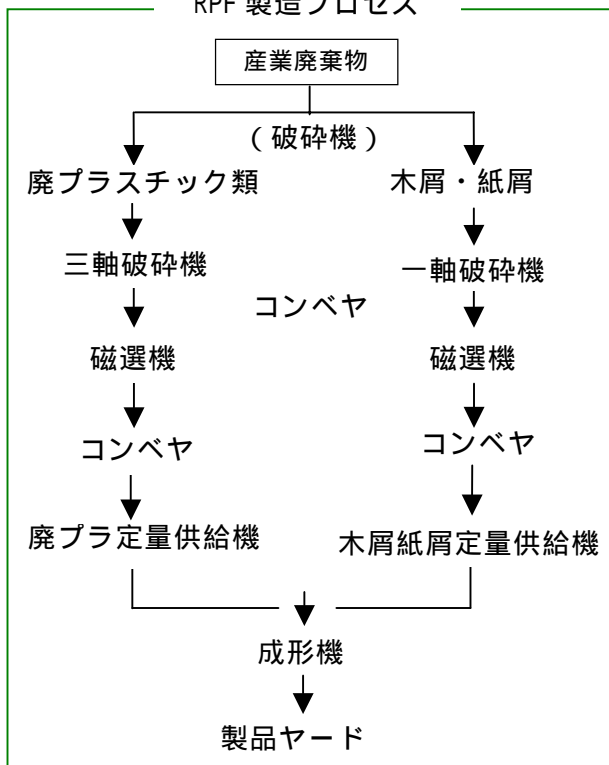 RPF 製造プロセス
産業廃棄物
(破砕機)
廃プラスチック類
木屑・紙屑
三軸破砕機
一軸破砕機
コンベヤ
磁選機
磁選機
コンベヤ
コンベヤ
廃プラ定量供給機
木屑紙屑定量供給機
成形機
製品ヤード